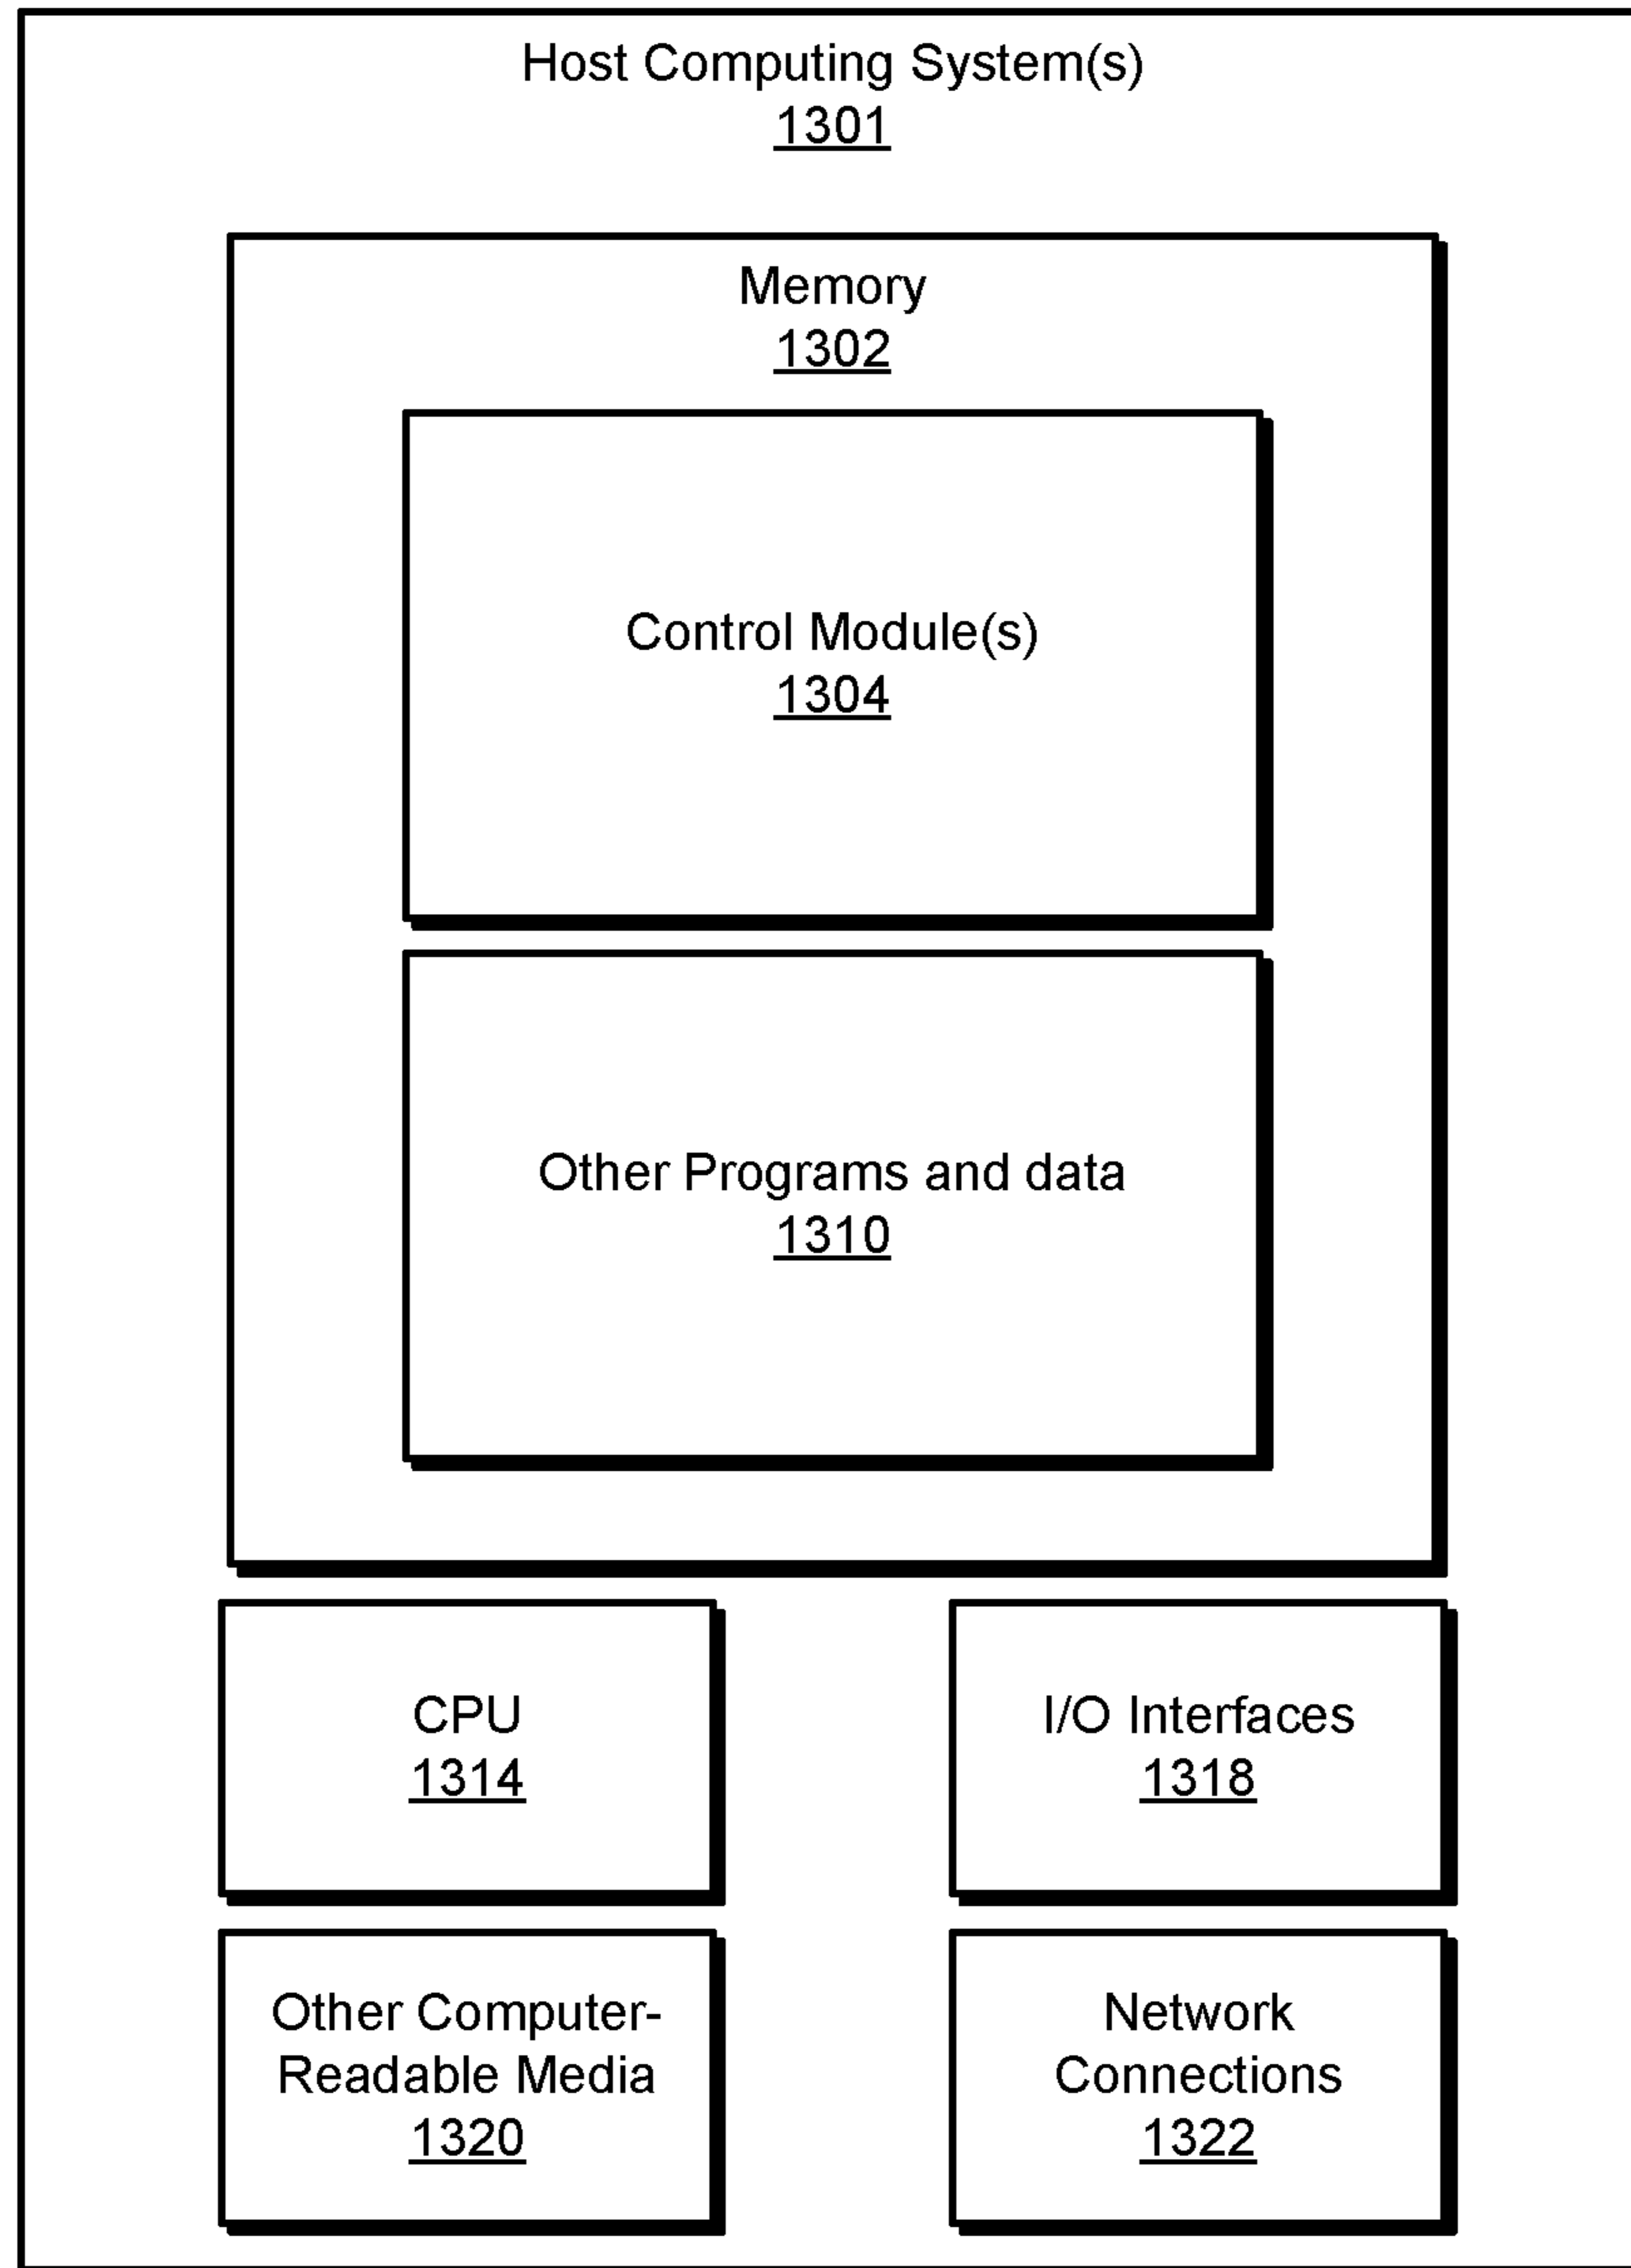 Host Computing System(s)
1301
Memory
1302
Control Module(s)
1304
Other Programs and data
1310
CPU
1314
I/O Interfaces
1318
Other Computer-
Readable Media
1320
Network
Connections
1322